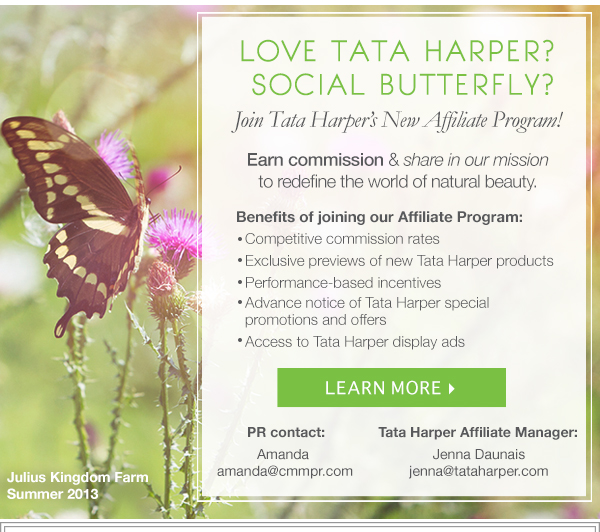 LOVE TATA HARPER?
SOCIAL BUTTERFLY?
Join Tata Harper's New Affiliate Program!
Earn commission & share in our mission
to redefine the world of natural beauty.
Benefits of joining our Affiliate Program:
• Competitive commission rates
• Exclusive previews of new Tata Harper products
• Performance-based incentives
• Advance notice of Tata Harper special
promotions and offers
• Access to Tata Harper display ads
LEARN MORE
PR contact:
Amanda
amanda@cmmpr.com
Tata Harper Affiliate Manager:
Jenna Daunais
jenna@tataharper.com
Julius Kingdom Farm
Summer 2013